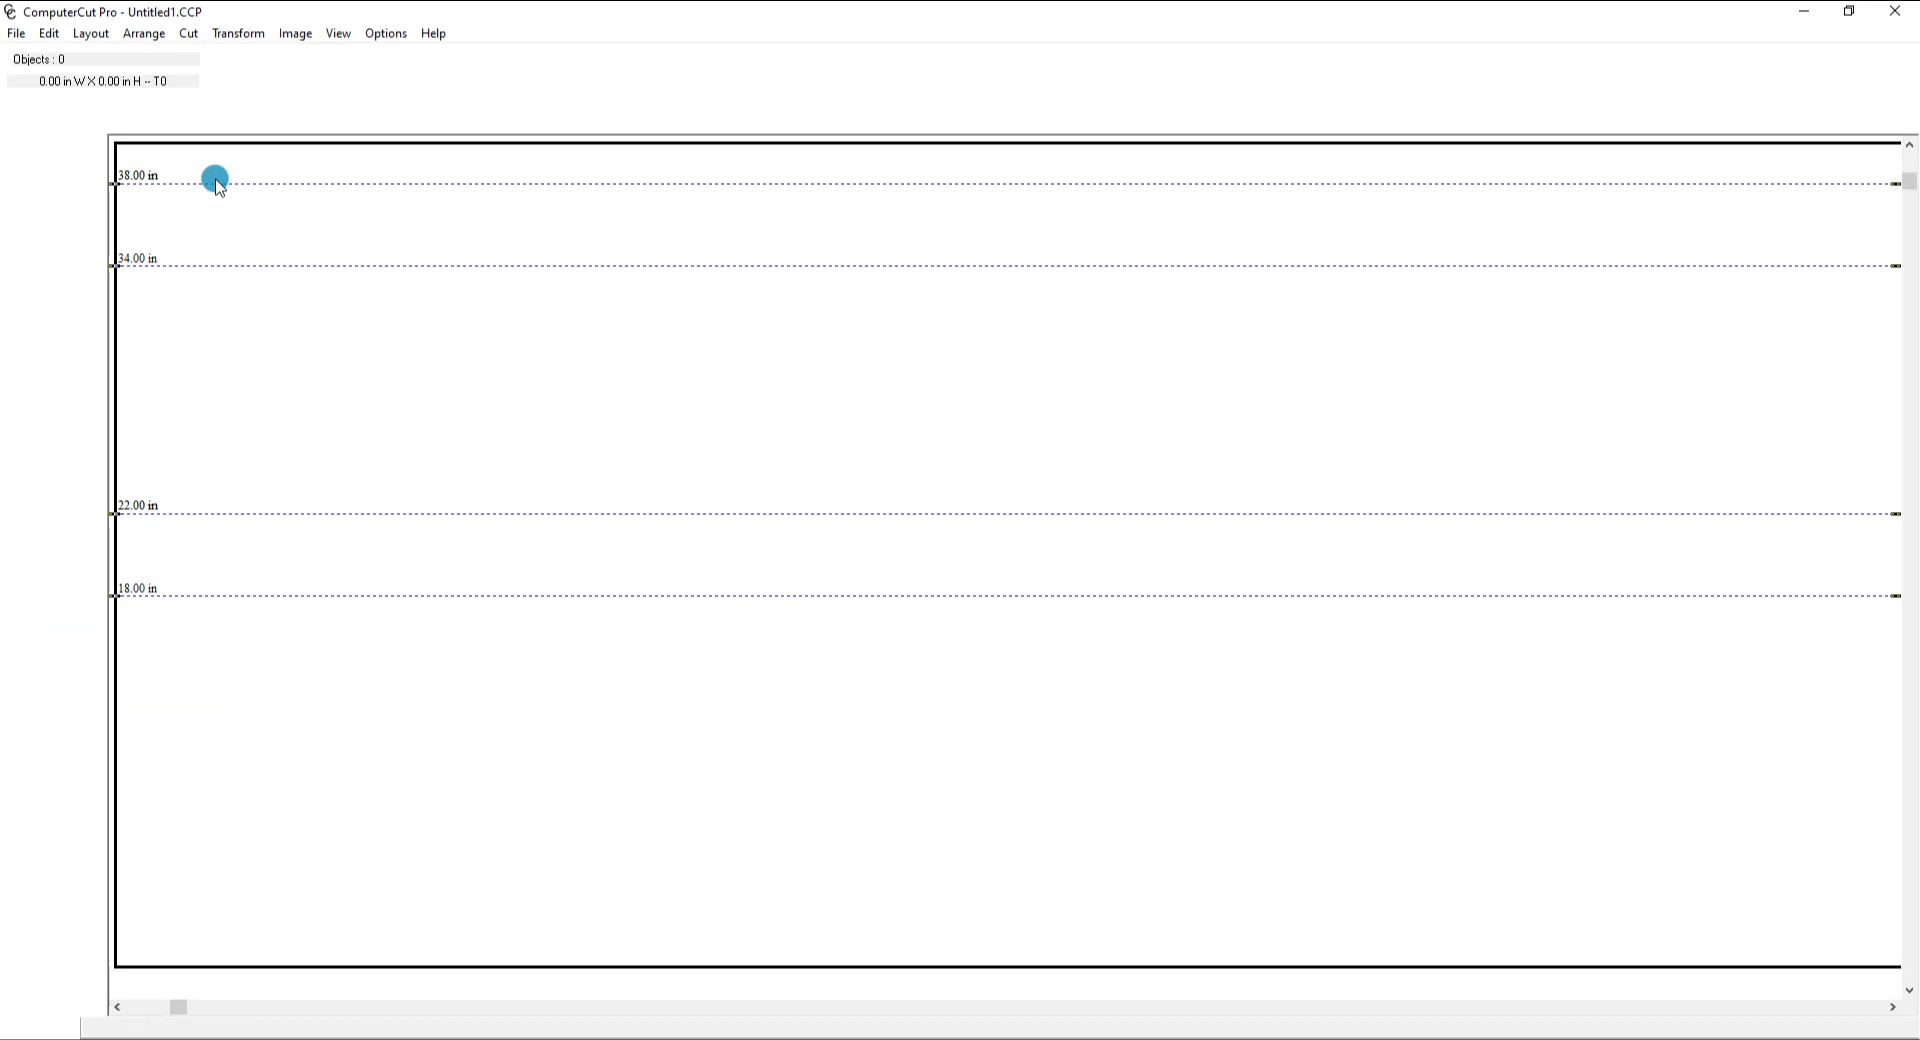 ComputerCut Pro - Untitled1.CCP
File Edit Layout Arrange Cut Transform Image View Options Help
Objects : 0
0.00 in W X 0.00 in H -- T0
38.00 in
34.00 in
22.00 in
18.00 in